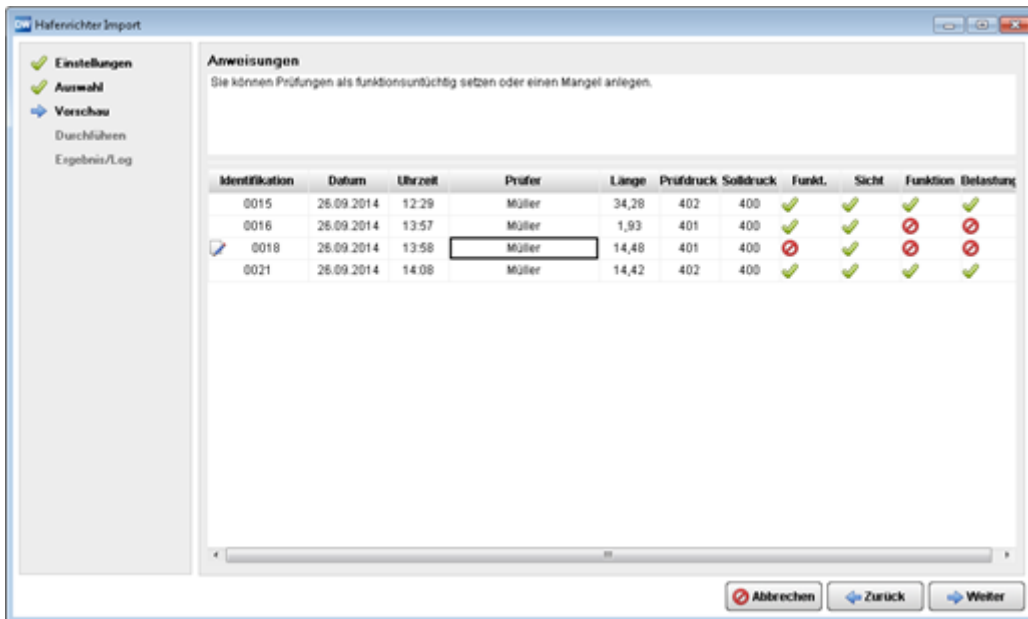 DW Hafenrichter Import
Einstellungen
Auswahl
Vorschau
Durchführen
Ergebnis/Log
Anweisungen
Sie können Prüfungen als funktionsuntüchtig setzen oder einen Mangel anlegen.
Identifikation Datum Uhrzeit Prüfer Länge Prüfdruck Solldruck Funkt. Sicht Funktion Belastung
0015 26.09.2014 12:29 Müller 34,28 402 400
0016 26.09.2014 13:57 Müller 1,93 401 400
0018 26.09.2014 13:58 Müller 14,48 401 400
0021 26.09.2014 14:08 Müller 14,42 402 400
Abbrechen Zurück Weiter